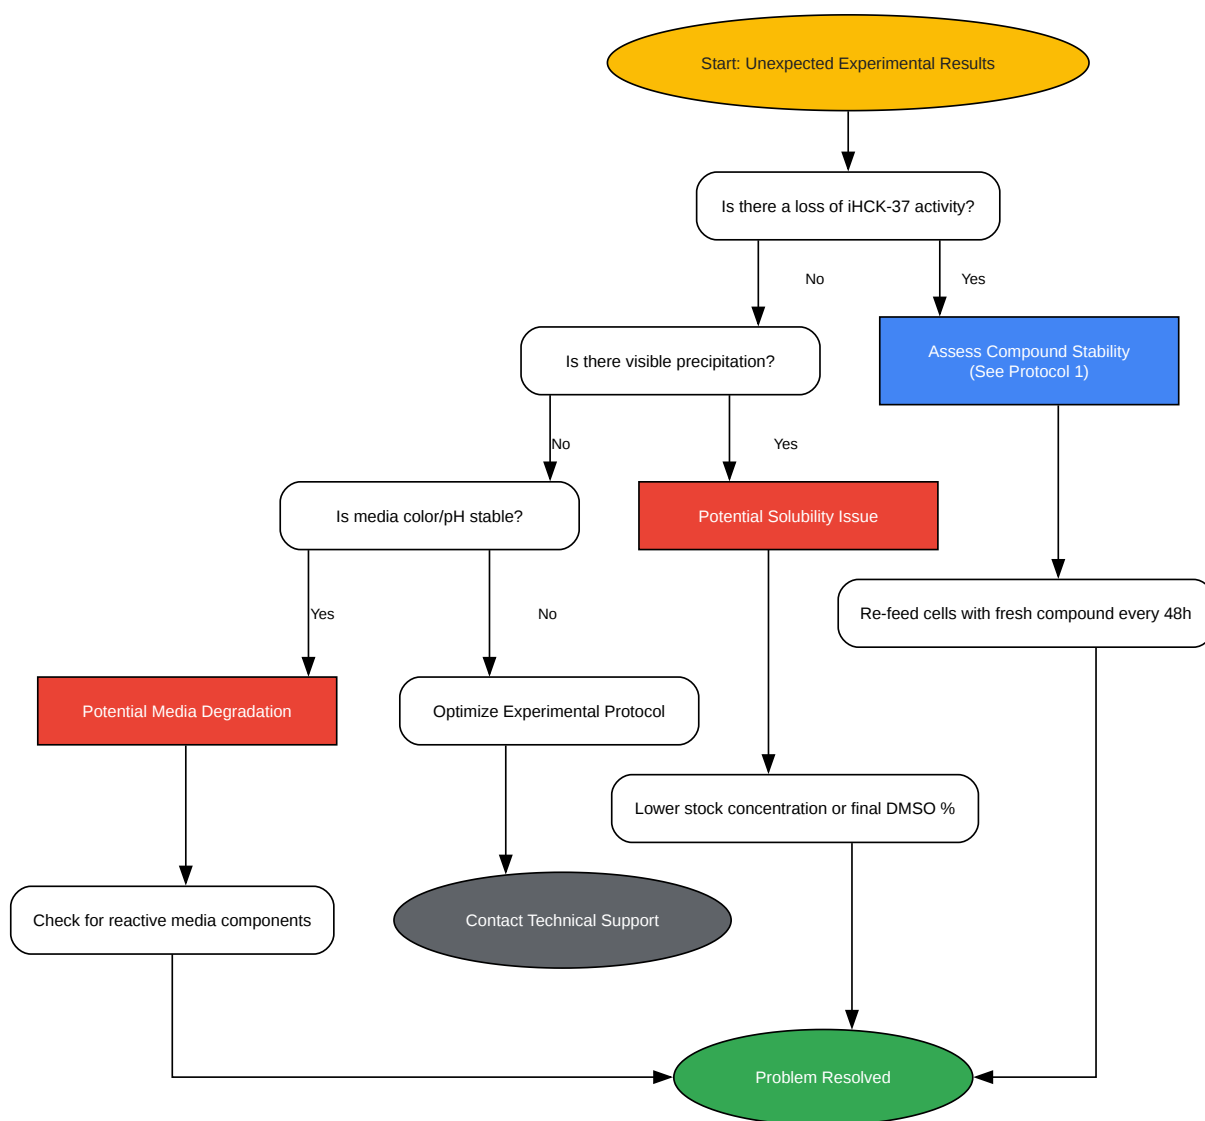 Start: Unexpected Experimental Results
Is there a loss of iHCK-37 activity?
No
Yes
Is there visible precipitation?
Assess Compound Stability
(See Protocol 1)
No
Yes
Is media color/pH stable?
Potential Solubility Issue
Yes
No
Re-feed cells with fresh compound every 48h
Potential Media Degradation
Optimize Experimental Protocol
Lower stock concentration or final DMSO %
Check for reactive media components
Contact Technical Support
Problem Resolved